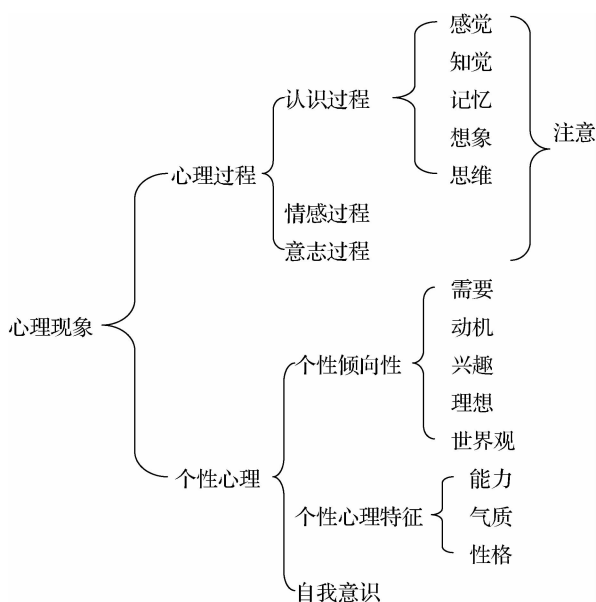 感觉
知觉
认识过程
记忆
想象
注意
思维
心理过程
情感过程
意志过程
心理现象
需要
动机
个性倾向性
兴趣
理想
世界观
个性心理
能力
个性心理特征
气质
性格
自我意识